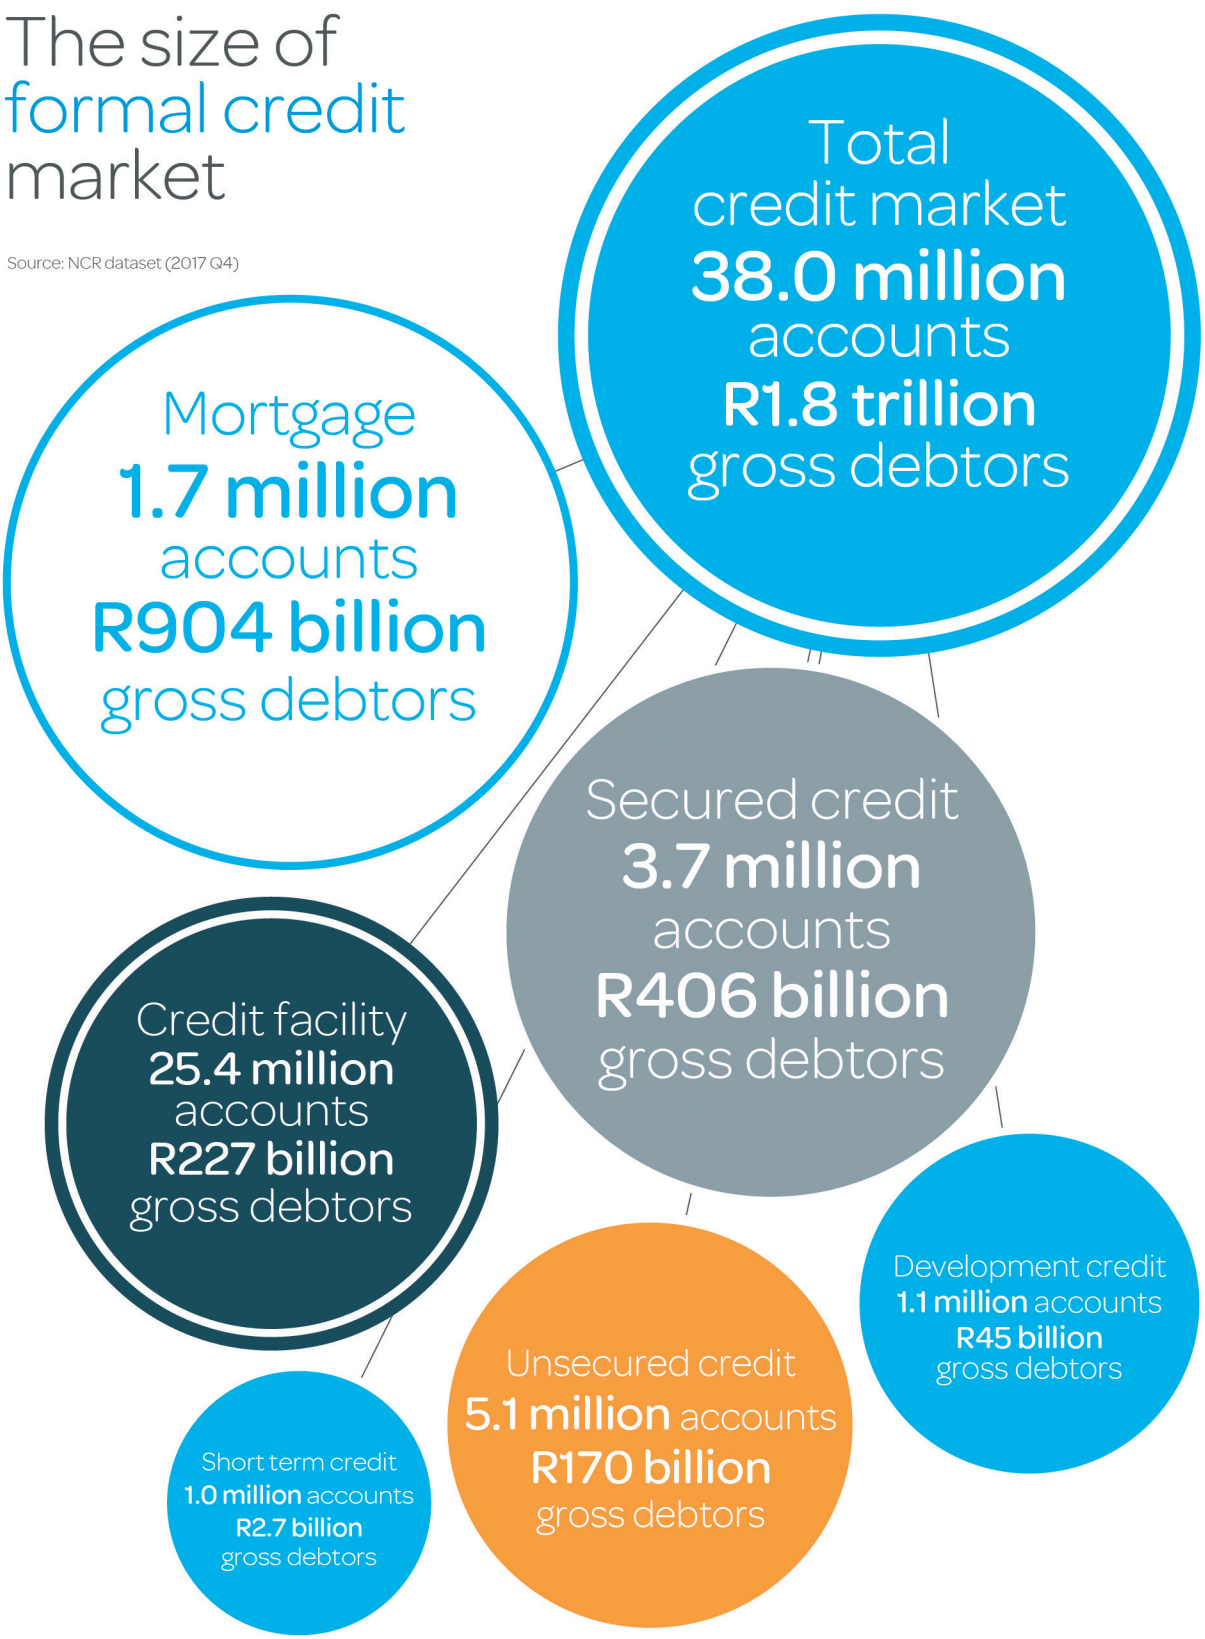 The size of
formal credit
market
Source: NCR dataset (2017 Q4)
Total
credit market
38.0 million
accounts
R1.8 trillion
gross debtors
Mortgage
1.7 million
accounts
R904 billion
gross debtors
Secured credit
3.7 million
accounts
R406 billion
gross debtors
Credit facility
25.4 million
accounts
R227 billion
gross debtors
Development credit
1.1 million accounts
R45 billion
gross debtors
Unsecured credit
5.1 million accounts
R170 billion
gross debtors
Short term credit
1.0 million accounts
R2.7 billion
gross debtors